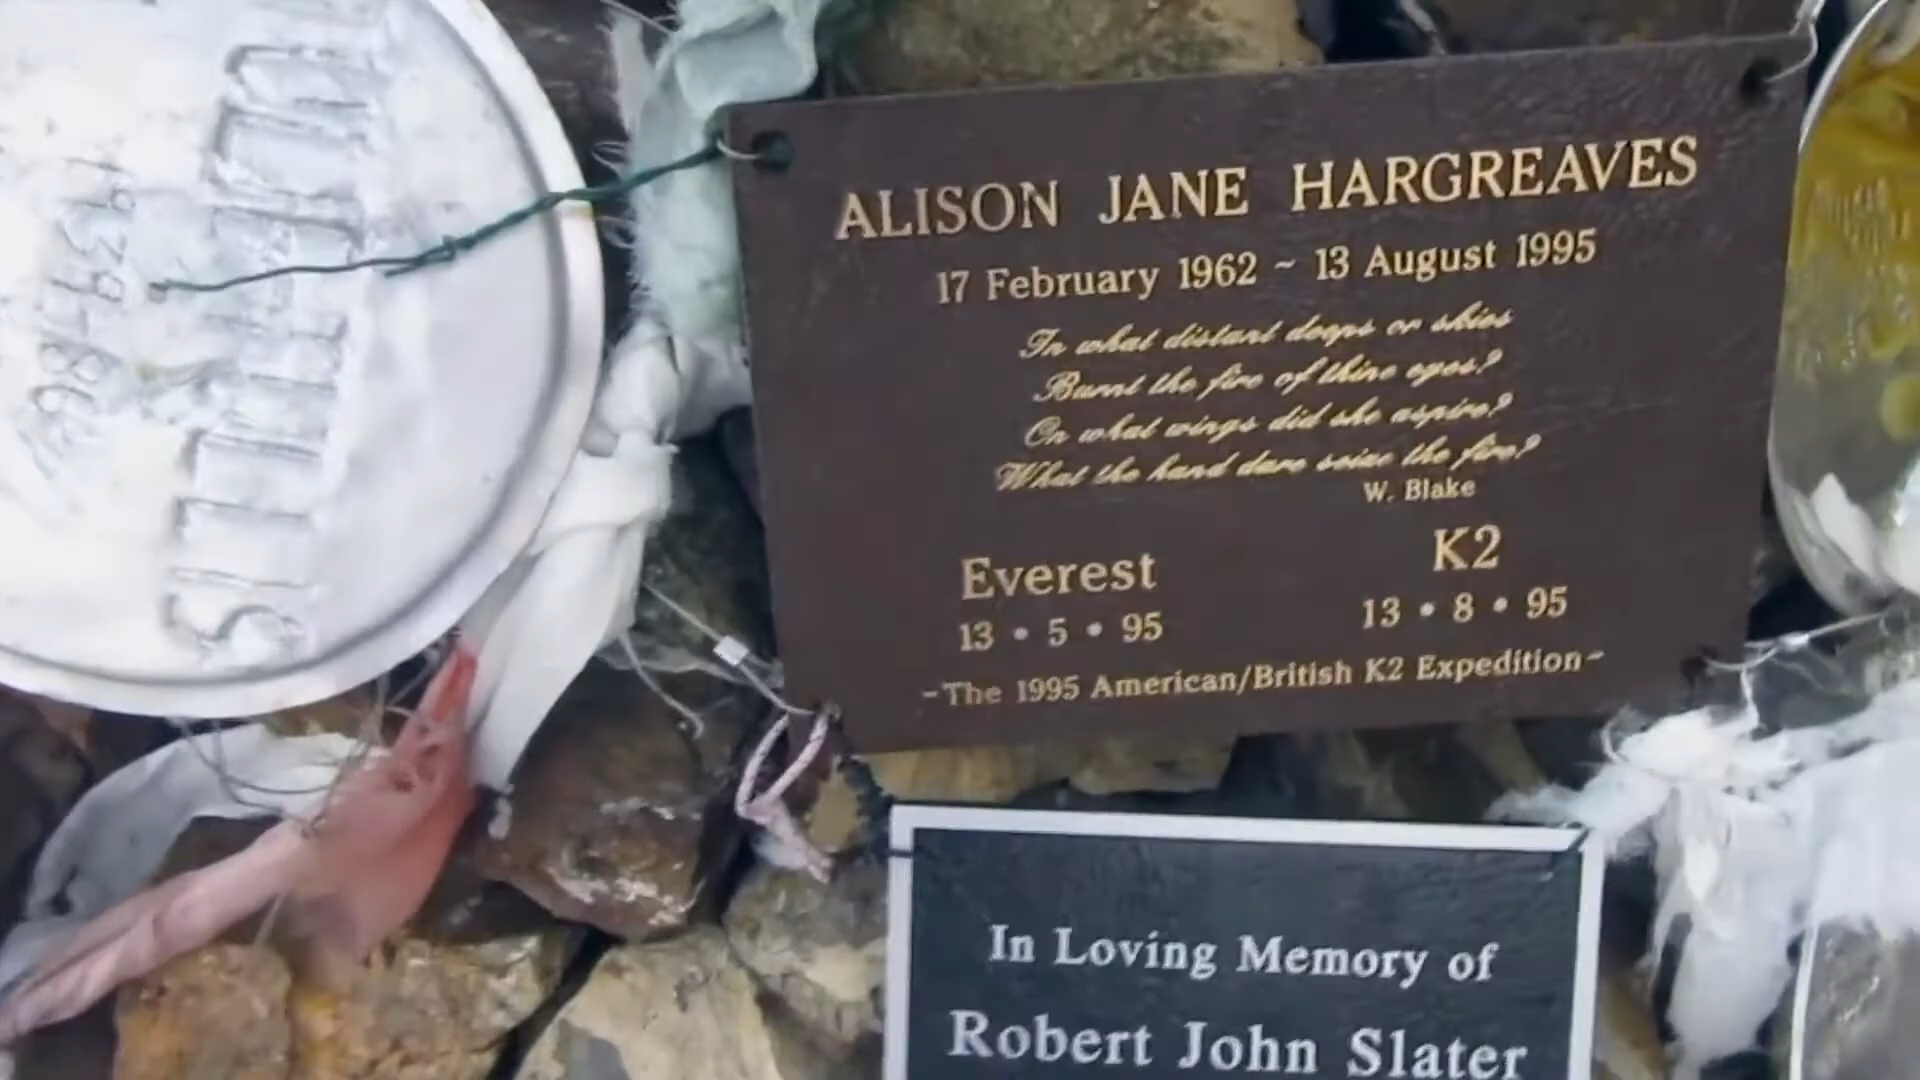 ALISON JANE HARGREAVES
17 February 1962 ~ 13 August 1995
In what distant deeps or skies
Burnt the fire of thine eyes?
On what wings did she aspire?
What the hand dare seize the fire?
W. Blake
Everest
K2
13 • 5 • 95
13 • 8 • 95
~The 1995 American/British K2 Expedition~
In Loving Memory of
Robert John Slater